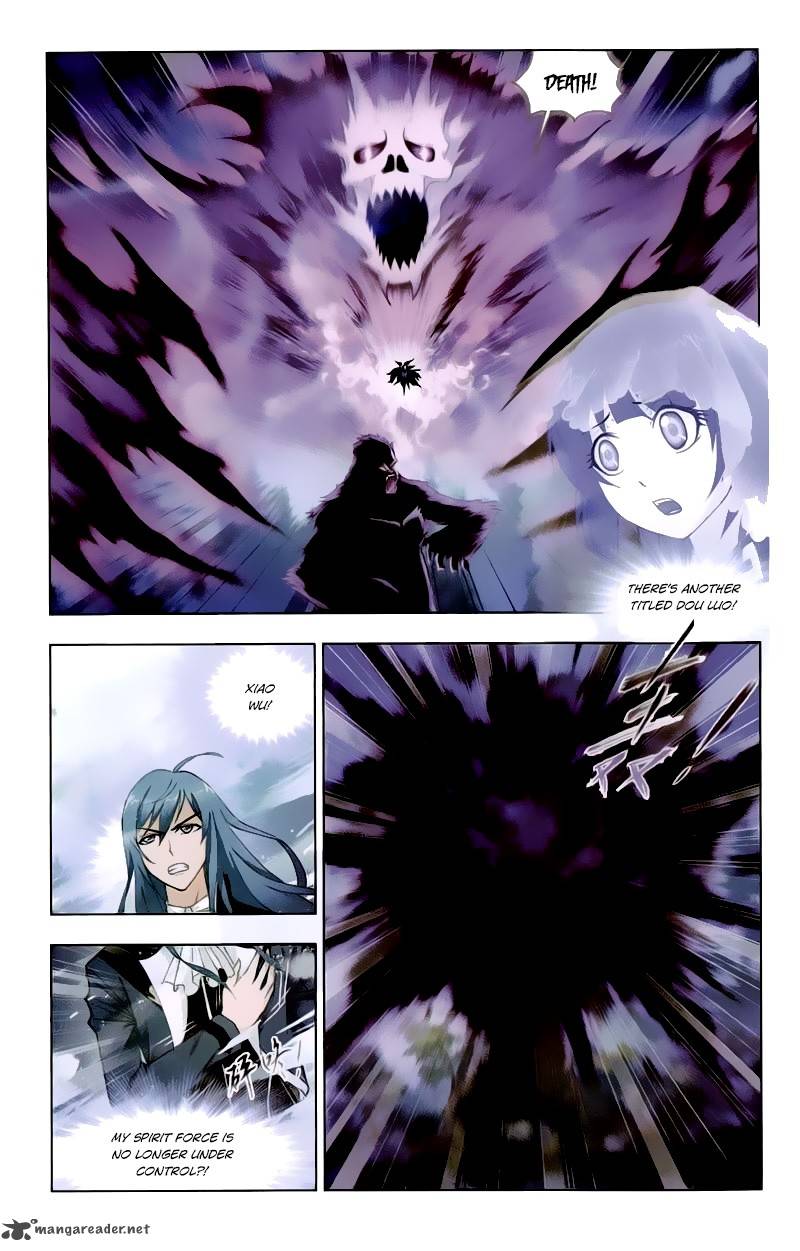 DEATH!
THERE'S ANOTHER
TITLED DOU LUO!
XIAO
WU!
MY SPIRIT FORCE IS
NO LONGER UNDER
CONTROL?!
mangareader.net